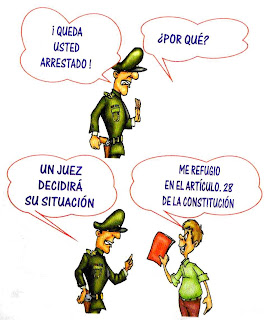 ¡ QUEDA
USTED
ARRESTADO !
¿POR QUÉ?
UN JUEZ
DECIDIRÁ
SU SITUACIÓN
ME REFUGIO
EN EL ARTÍCULO. 28
DE LA CONSTITUCIÓN